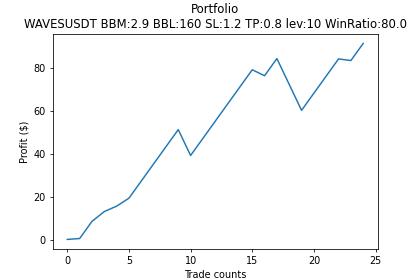 Portfolio
WAVESUSDT BBM:2.9 BBL:160 SL:1.2 TP:0.8 lev:10 WinRatio:80.0
80
60
40
20
0
Profit ($)
0 5 10 15 20 25
Trade counts